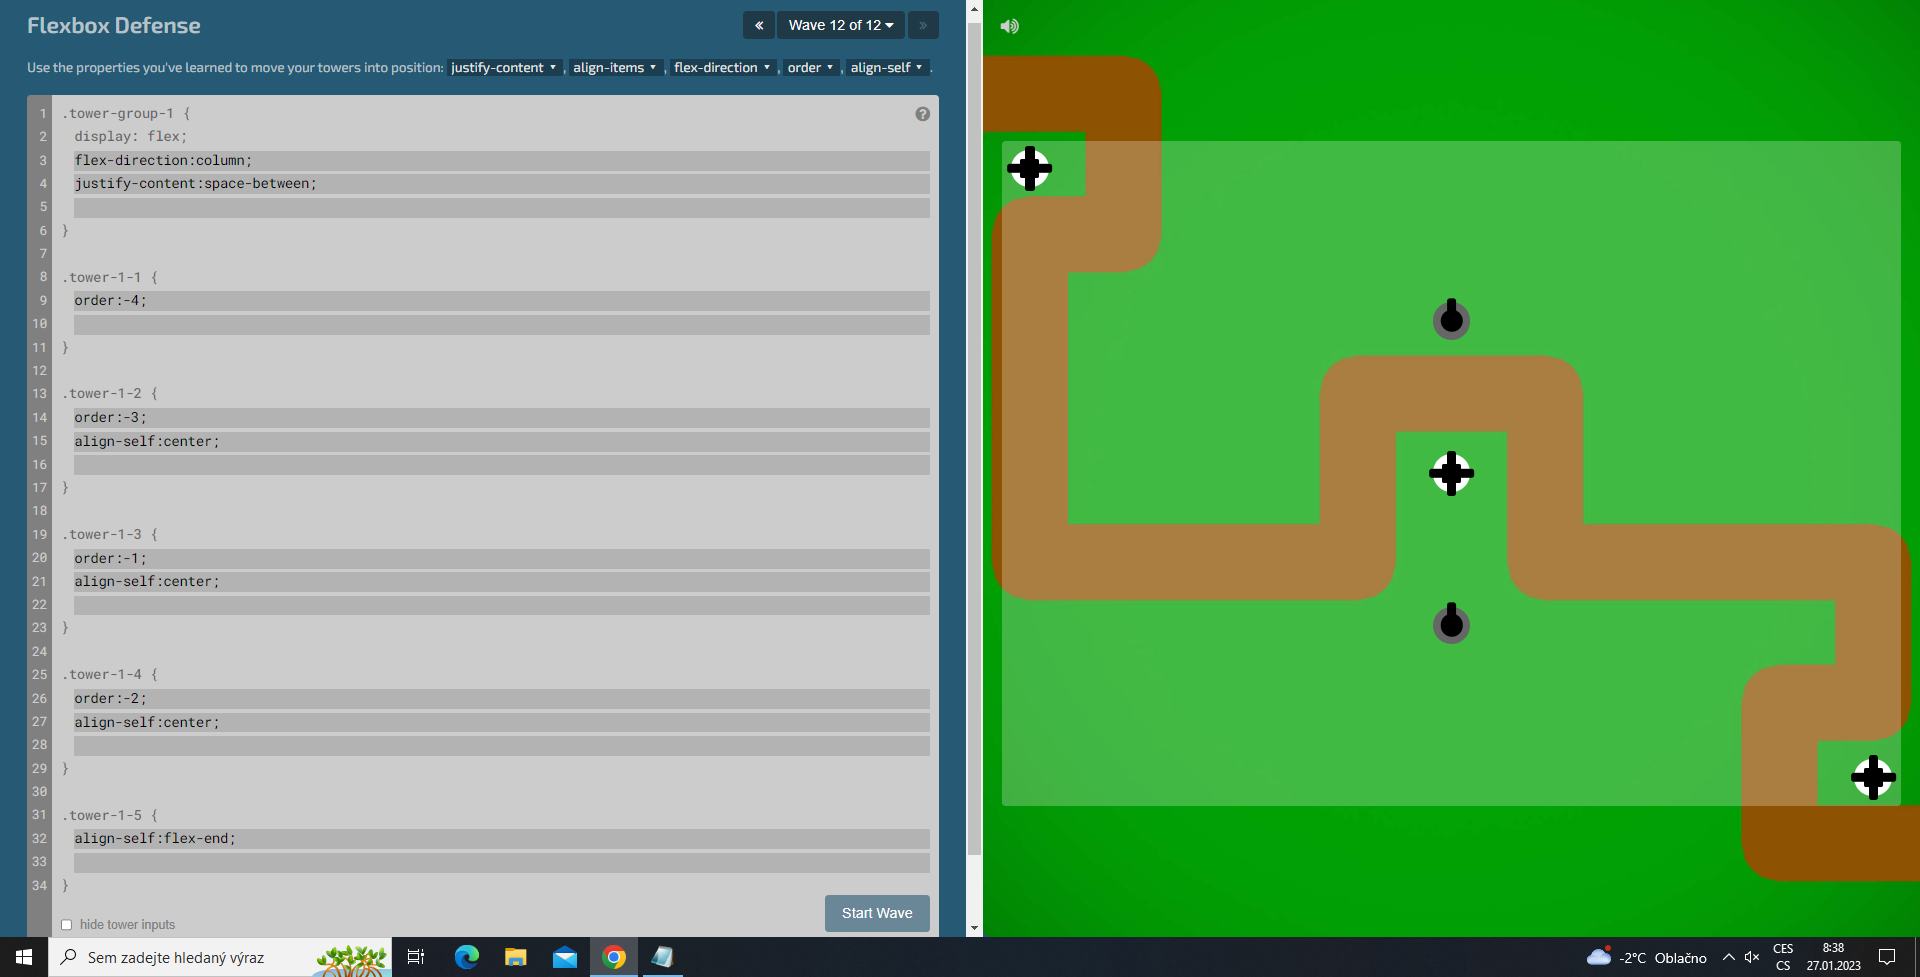 Flexbox Defense
« Wave 12 of 12 »
Use the properties you've learned to move your towers into position: justify-content , align-items , flex-direction , order , align-self .
1 .tower-group-1 {
2 display: flex;
3 flex-direction:column;
4 justify-content:space-between;
5
6 }
7
8 .tower-1-1 {
9 order:-4;
10
11 }
12
13 .tower-1-2 {
14 order:-3;
15 align-self:center;
16
17 }
18
19 .tower-1-3 {
20 order:-1;
21 align-self:center;
22
23 }
24
25 .tower-1-4 {
26 order:-2;
27 align-self:center;
28
29 }
30
31 .tower-1-5 {
32 align-self:flex-end;
33
34 }
?
Start Wave
hide tower inputs
Sem zadejte hledaný výraz
-2°C Oblačno
CES
CS
8:38
27.01.2023